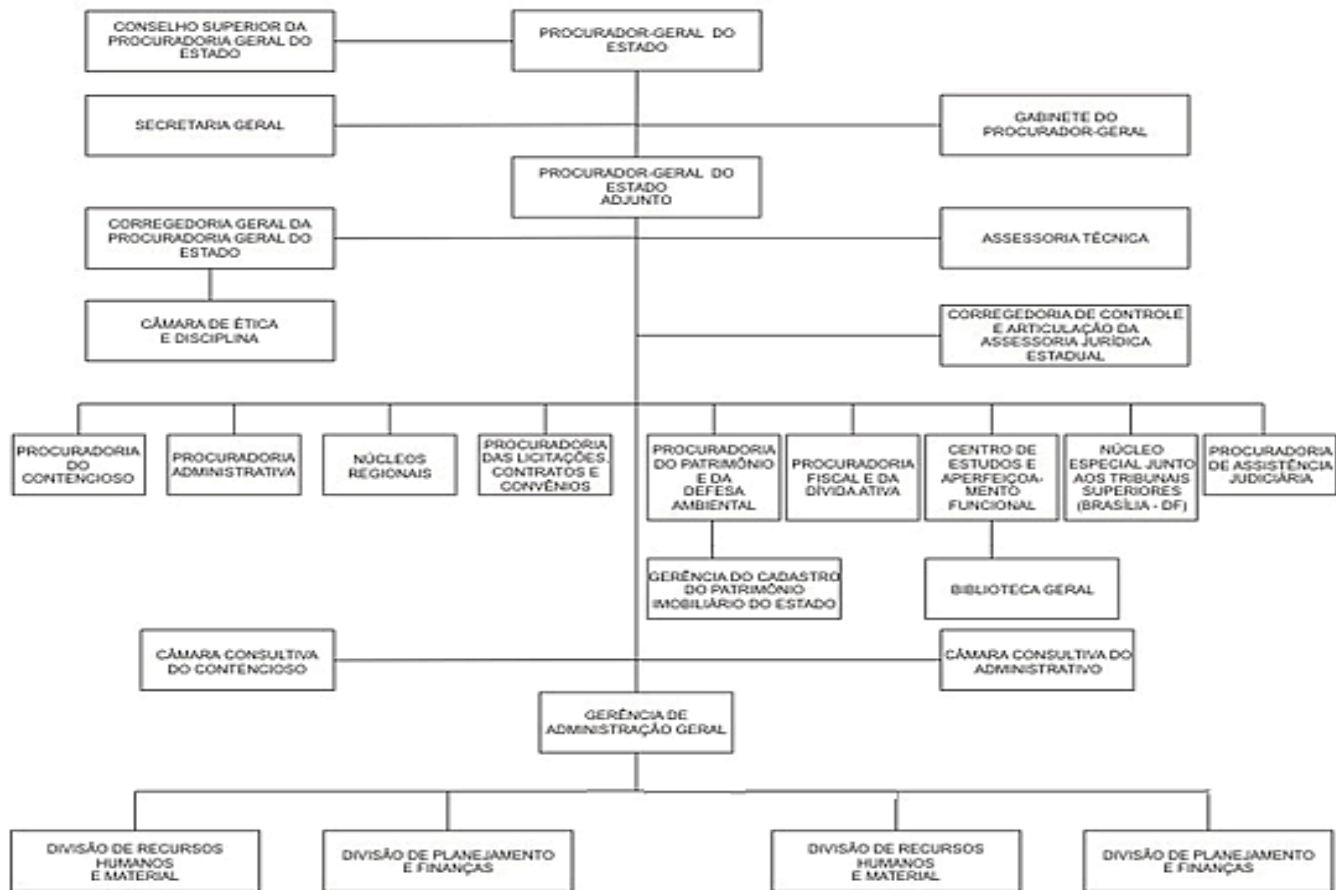 CONSELHO SUPERIOR DA
PROCURADORIA GERAL DO
ESTADO
PROCURADOR-GERAL DO
ESTADO
SECRETARIA GERAL
GABINETE DO
PROCURADOR-GERAL
PROCURADOR-GERAL DO
ESTADO
ADJUNTO
CORREGEDORIA GERAL DA
PROCURADORIA GERAL DO
ESTADO
ASSESSORIA TÉCNICA
CÂMARA DE ÉTICA
E DISCIPLINA
CORREGEDORIA DE CONTROLE
E ARTICULAÇÃO DA
ASSESSORIA JURÍDICA
ESTADUAL
PROCURADORIA
DO
CONTENCIOSO
PROCURADORIA
ADMINISTRATIVA
NÚCLEOS
REGIONAIS
PROCURADORIA
DAS LICITAÇÕES,
CONTRATOS E
CONVÊNIOS
PROCURADORIA
DO PATRIMÔNIO
E DA
DEFESA
AMBIENTAL
PROCURADORIA
FISCAL E DA
DÍVIDA ATIVA
CENTRO DE
ESTUDOS E
APERFEIÇOA-
MENTO
FUNCIONAL
NÚCLEO
ESPECIAL JUNTO
AOS TRIBUNAIS
SUPERIORES
(BRASÍLIA - DF)
PROCURADORIA
DE ASSISTÊNCIA
JUDICIÁRIA
GERÊNCIA DO CADASTRO
DO PATRIMÔNIO
IMOBILIÁRIO DO ESTADO
BIBLIOTECA GERAL
CÂMARA CONSULTIVA
DO CONTENCIOSO
CÂMARA CONSULTIVA DO
ADMINISTRATIVO
GERÊNCIA DE
ADMINISTRAÇÃO GERAL
DIVISÃO DE RECURSOS
HUMANOS
E MATERIAL
DIVISÃO DE PLANEJAMENTO
E FINANÇAS
DIVISÃO DE RECURSOS
HUMANOS
E MATERIAL
DIVISÃO DE PLANEJAMENTO
E FINANÇAS